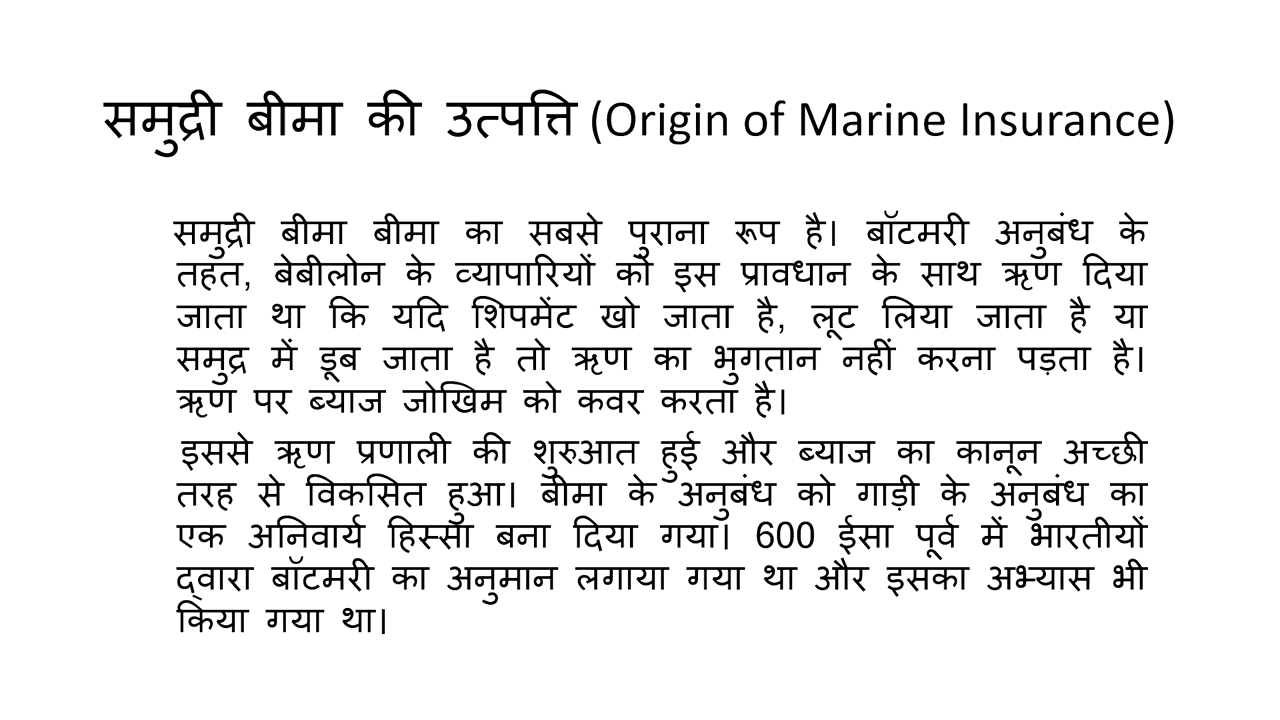 समुद्री बीमा की उत्पत्ति (Origin of Marine Insurance)
समुद्री बीमा बीमा का सबसे पुराना रूप है। बॉटमरी अनुबंध के
तहत, बेबीलोन के व्यापारियों को इस प्रावधान के साथ ऋण दिया
जाता था कि यदि शिपमेंट खो जाता है, लूट लिया जाता है या
समुद्र में डूब जाता है तो ऋण का भुगतान नहीं करना पड़ता है।
ऋण पर ब्याज जोखिम को कवर करता है।
इससे ऋण प्रणाली की शुरुआत हुई और ब्याज का कानून अच्छी
तरह से विकसित हुआ। बीमा के अनुबंध को गाड़ी के अनुबंध का
एक अनिवार्य हिस्सा बना दिया गया। 600 ईसा पूर्व में भारतीयों
द्वारा बॉटमरी का अनुमान लगाया गया था और इसका अभ्यास भी
किया गया था।